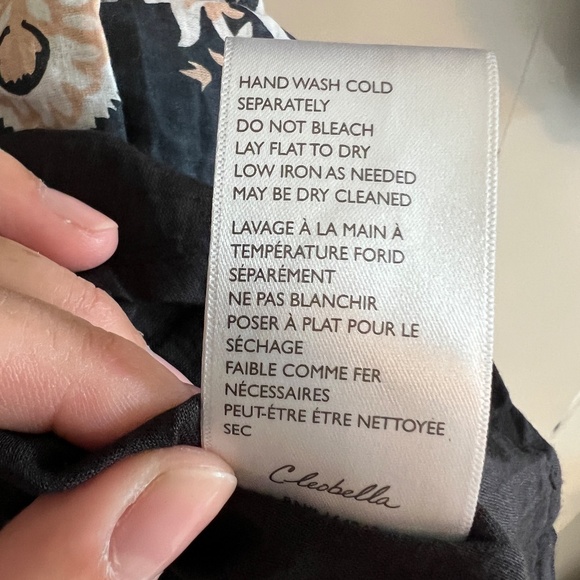 HAND WASH COLD
SEPARATELY
DO NOT BLEACH
LAY FLAT TO DRY
LOW IRON AS NEEDED
MAY BE DRY CLEANED
LAVAGE À LA MAIN À
TEMPÉRATURE FORID
SÉPARÉMENT
NE PAS BLANCHIR
POSER À PLAT POUR LE
SÉCHAGE
FAIBLE COMME FER
NÉCESSAIRES
PEUT-ÉTRE ÉTRE NETTOYÉE
SEC
Cleobella